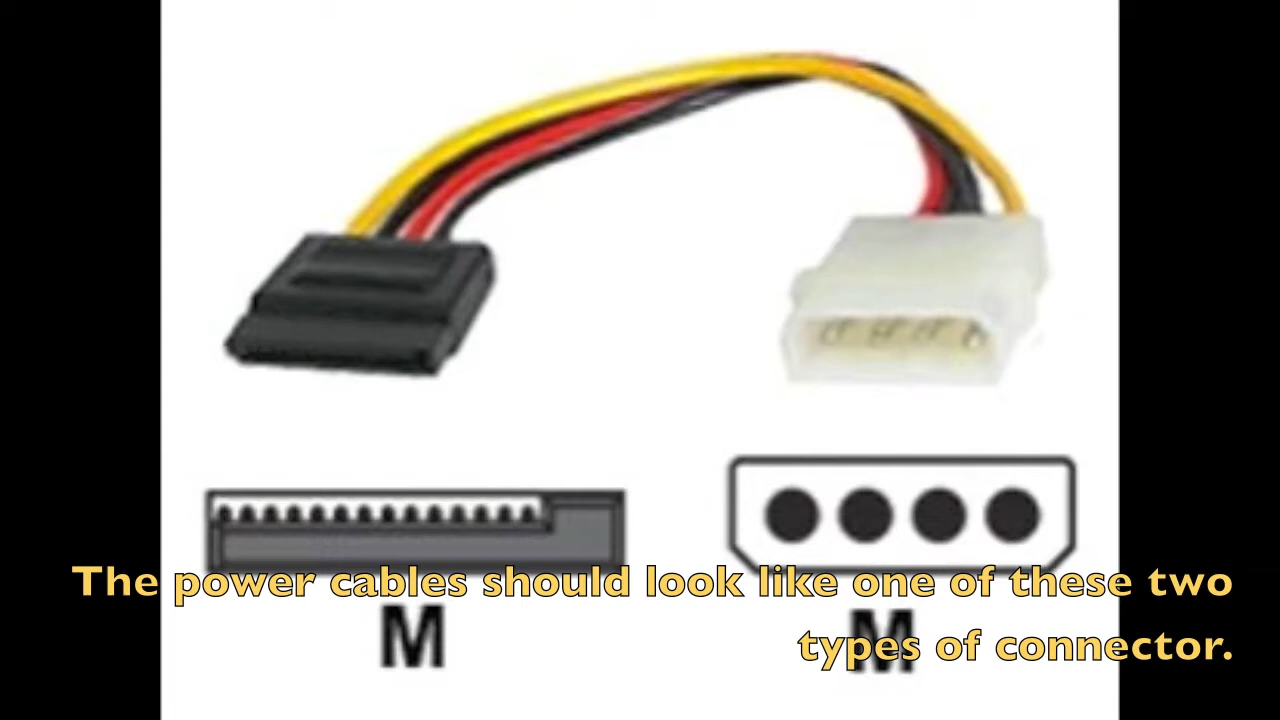 The power cables should look like one of these two
types of connector.
M
M